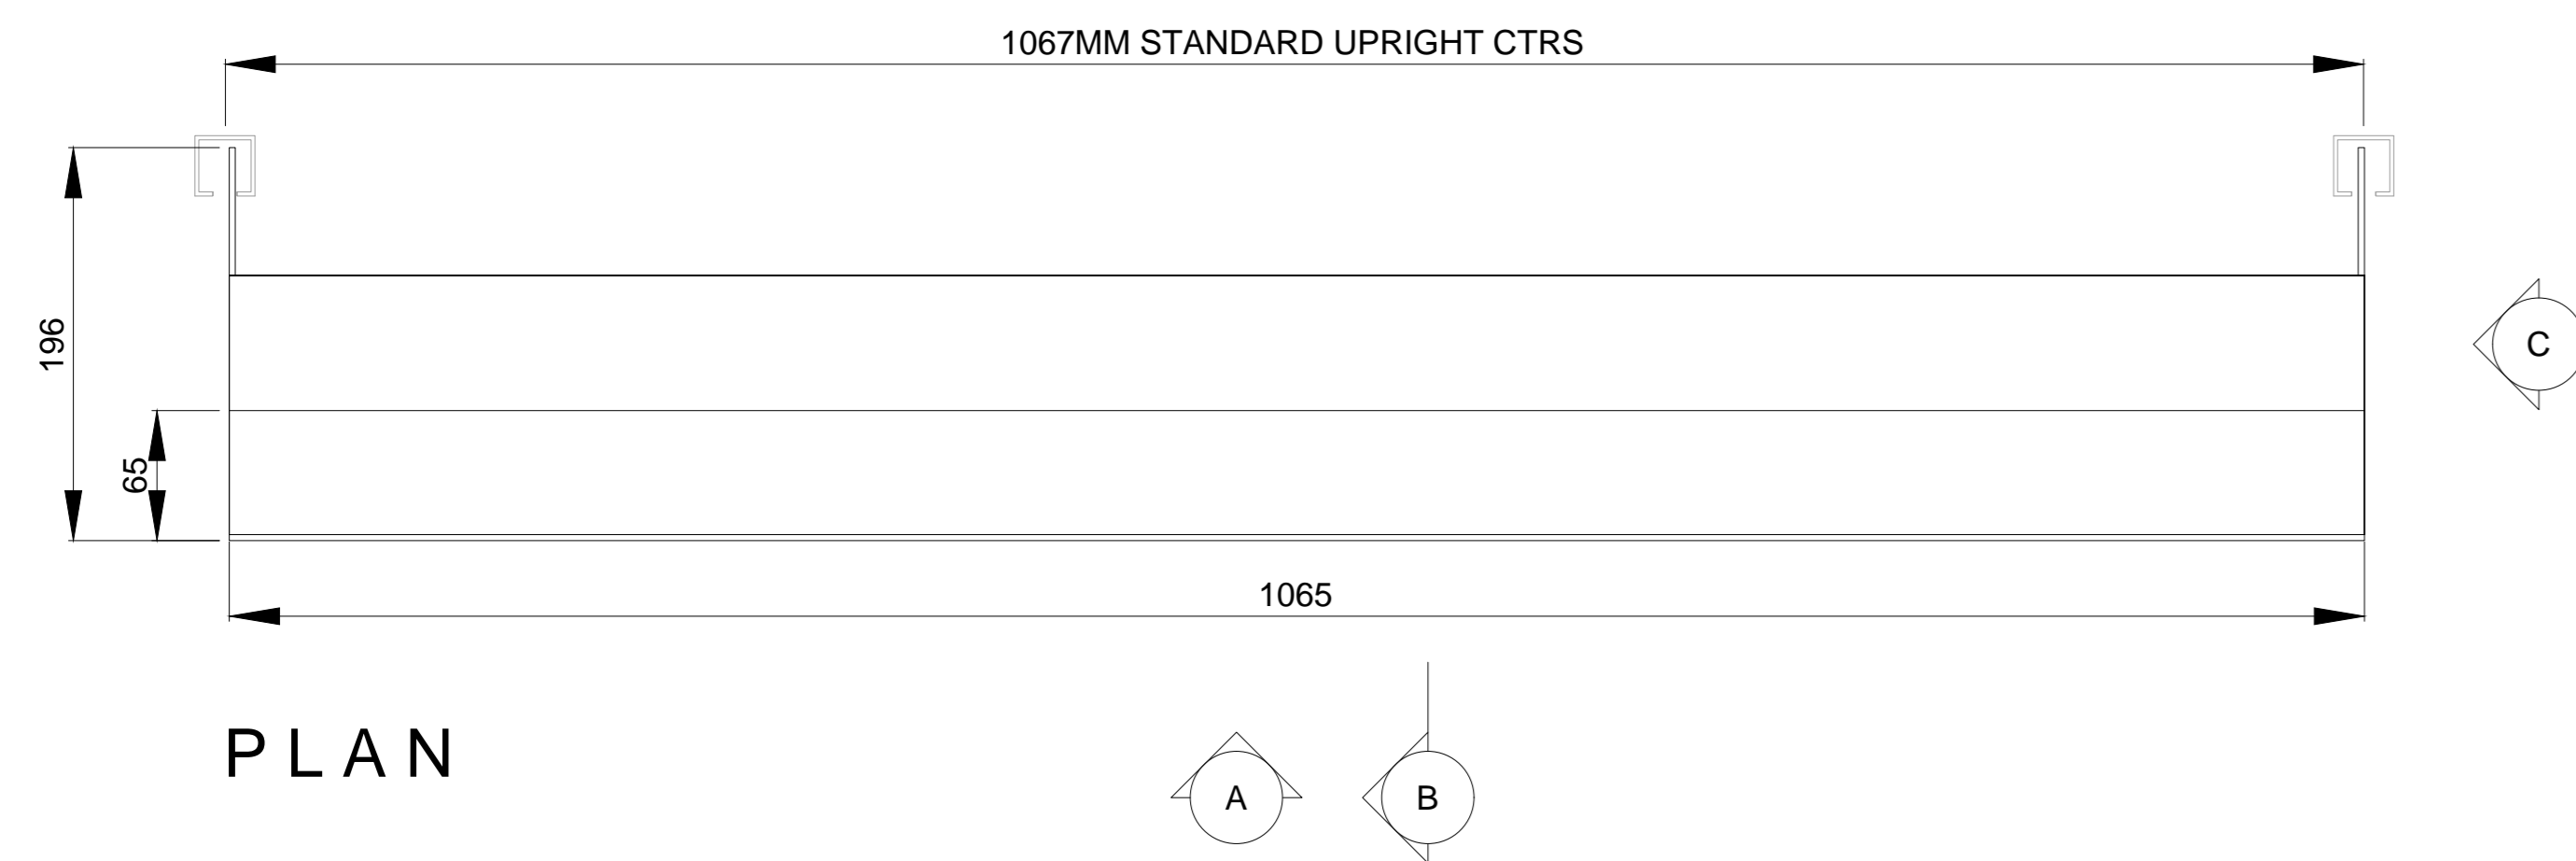 1067MM STANDARD UPRIGHT CTRS
196
65
C
1065
PLAN
A
B